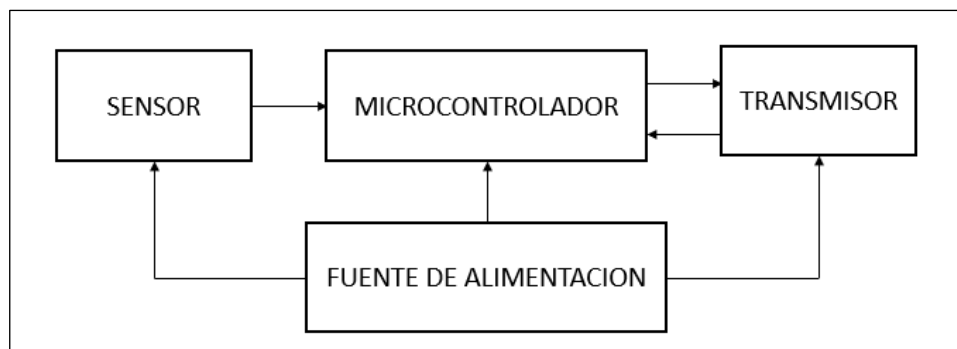 SENSOR
MICROCONTROLADOR
TRANSMISOR
FUENTE DE ALIMENTACION